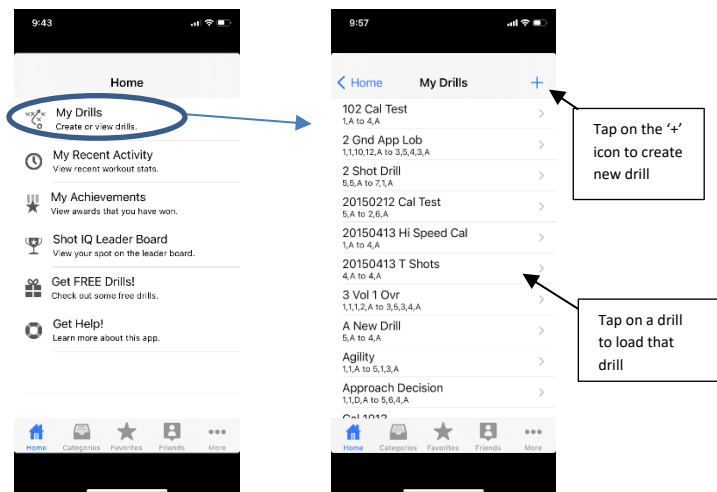 9:43
Home
My Drills
Create or view drills.
My Recent Activity
View recent workout stats.
My Achievements
View awards that you have won.
Shot IQ Leader Board
View your spot on the leader board.
Get FREE Drills!
Check out some free drills.
Get Help!
Learn more about this app.
Home Categories Favorites Friends More
9:57
Home My Drills +
102 Cal Test
1,A to 4,A
2 Gnd App Lob
1,1,10,12,A to 3,5,4,3,A
2 Shot Drill
5,5,A to 7,1,A
20150212 Cal Test
5,A to 2,6,A
20150413 Hi Speed Cal
1,A to 4,A
20150413 T Shots
4,A to 4,A
3 Vol 1 Ovr
1,1,1,2,A to 3,5,3,4,A
A New Drill
5,A to 4,A
Agility
1,1,A to 5,1,3,A
Approach Decision
1,1,D,A to 5,6,4,A
Cal 1013
Home Categories Favorites Friends More
Tap on the ‘+’
icon to create
new drill
Tap on a drill
to load that
drill